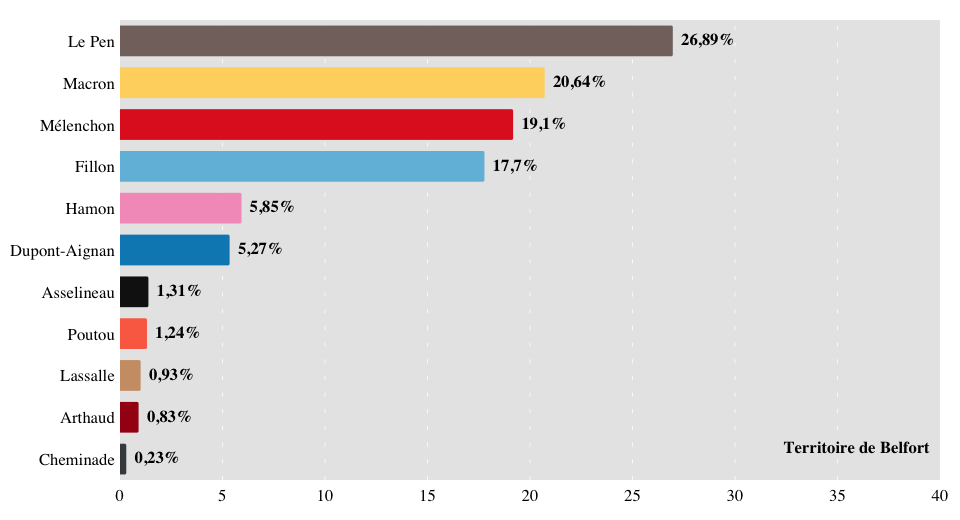 Le Pen 26,89%
Macron 20,64%
Mélenchon 19,1%
Fillon 17,7%
Hamon 5,85%
Dupont-Aignan 5,27%
Asselineau 1,31%
Poutou 1,24%
Lassalle 0,93%
Arthaud 0,83%
Territoire de Belfort
Cheminade 0,23%
0 5 10 15 20 25 30 35 40